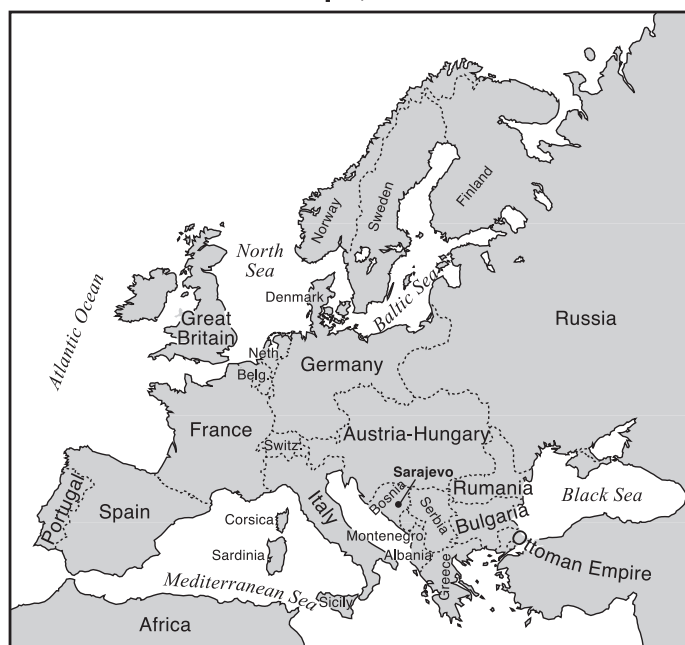 Norway
Sweden
Finland
North
Sea
Atlantic Ocean
Denmark
Baltic Sea
Great
Britain
Russia
Neth.
Belg.
Germany
France
Switz.
Austria-Hungary
Sarajevo
Portugal
Spain
Corsica
Sardinia
Italy
Bosnia
Serbia
Rumania
Black Sea
Bulgaria
Montenegro
Albania
Greece
Ottoman Empire
Mediterranean Sea
Sicily
Africa